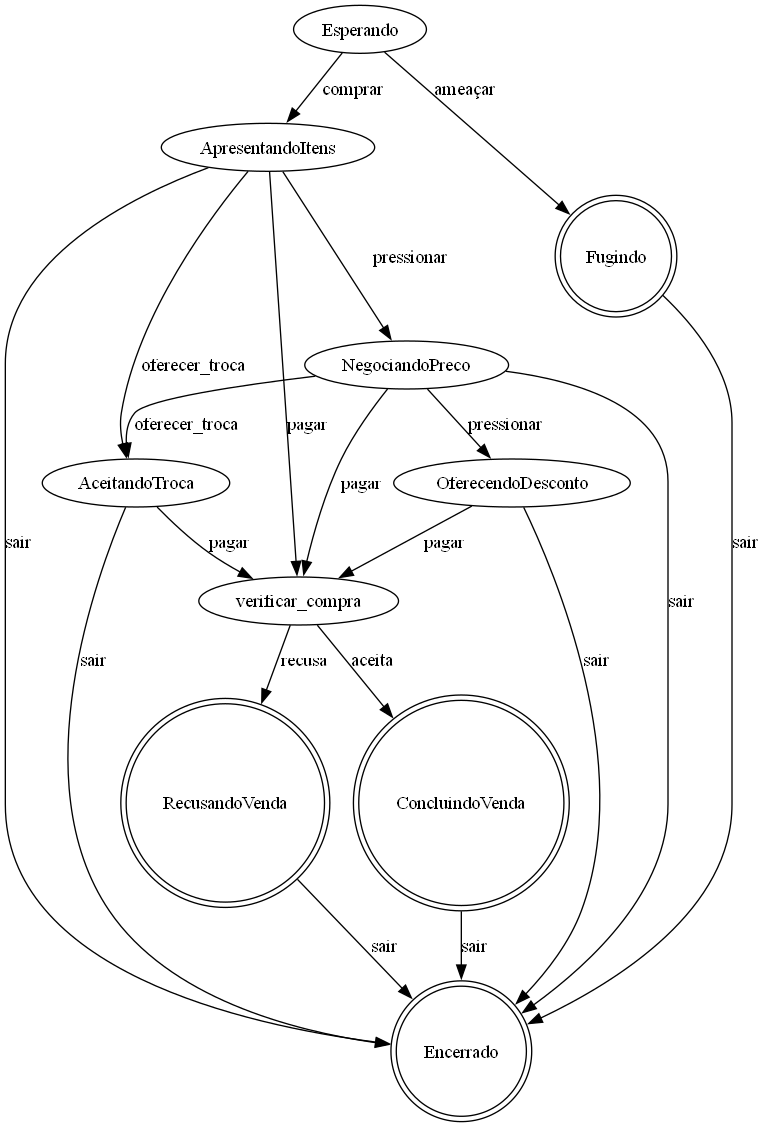 Esperando
comprar
ameaçar
ApresentandoItens
Fugindo
pressionar
oferecer_troca
NegociandoPreco
oferecer_troca
pagar
pressionar
AceitandoTroca
pagar
OferecendoDesconto
sair
pagar
pagar
sair
verificar_compra
sair
sair
recusa
aceita
sair
RecusandoVenda
ConcluindoVenda
sair
sair
Encerrado